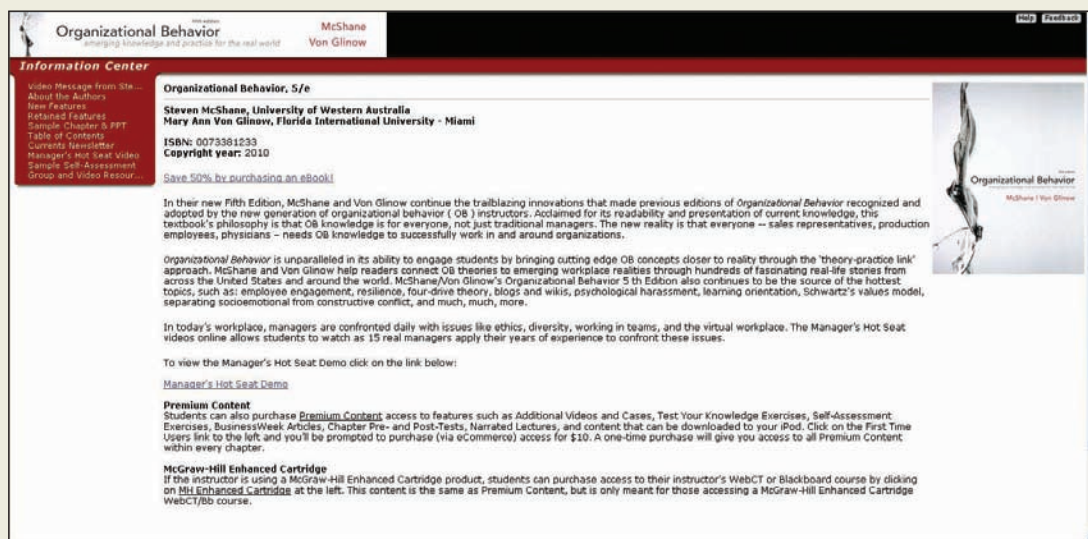 Help Feedback
fifth edition
Organizational Behavior
emerging knowledge and practice for the real world
McShane
Von Glinow
Information Center
Video Message from Ste...
About the Authors
New Features
Retained Features
Sample Chapter & PPT
Table of Contents
Currents Newsletter
Manager's Hot Seat Video
Sample Self-Assessment
Group and Video Resour...
Organizational Behavior, 5/e
Steven McShane, University of Western Australia
Mary Ann Von Glinow, Florida International University - Miami
ISBN: 0073381233
Copyright year: 2010
Save 50% by purchasing an eBook!
In their new Fifth Edition, McShane and Von Glinow continue the trailblazing innovations that made previous editions of Organizational Behavior recognized and
adopted by the new generation of organizational behavior ( OB ) instructors. Acclaimed for its readability and presentation of current knowledge, this
textbook's philosophy is that OB knowledge is for everyone, not just traditional managers. The new reality is that everyone -- sales representatives, production
employees, physicians – needs OB knowledge to successfully work in and around organizations.
Organizational Behavior is unparalleled in its ability to engage students by bringing cutting edge OB concepts closer to reality through the 'theory-practice link'
approach. McShane and Von Glinow help readers connect OB theories to emerging workplace realities through hundreds of fascinating real-life stories from
across the United States and around the world. McShane/Von Glinow's Organizational Behavior 5 th Edition also continues to be the source of the hottest
topics, such as: employee engagement, resilience, four-drive theory, blogs and wikis, psychological harassment, learning orientation, Schwartz's values model,
separating socioemotional from constructive conflict, and much, much, more.
In today's workplace, managers are confronted daily with issues like ethics, diversity, working in teams, and the virtual workplace. The Manager's Hot Seat
videos online allows students to watch as 15 real managers apply their years of experience to confront these issues.
To view the Manager's Hot Seat Demo click on the link below:
Manager's Hot Seat Demo
Premium Content
Students can also purchase Premium Content access to features such as Additional Videos and Cases, Test Your Knowledge Exercises, Self-Assessment
Exercises, BusinessWeek Articles, Chapter Pre- and Post-Tests, Narrated Lectures, and content that can be downloaded to your iPod. Click on the First Time
Users link to the left and you'll be prompted to purchase (via eCommerce) access for $10. A one-time purchase will give you access to all Premium Content
within every chapter.
McGraw-Hill Enhanced Cartridge
If the instructor is using a McGraw-Hill Enhanced Cartridge product, students can purchase access to their instructor's WebCT or Blackboard course by clicking
on MH Enhanced Cartridge at the left. This content is the same as Premium Content, but is only meant for those accessing a McGraw-Hill Enhanced Cartridge
WebCT/Bb course.
Organizational Behavior
McShane | Von Glinow